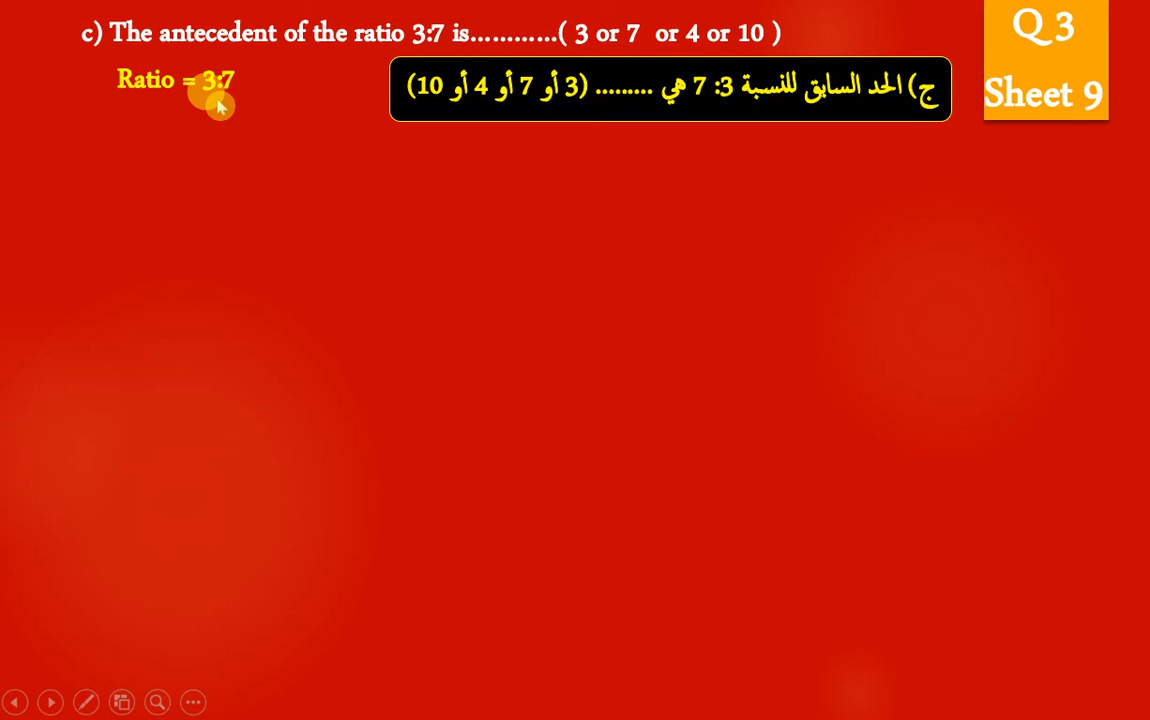 c) The antecedent of the ratio 3:7 is............( 3 or 7 or 4 or 10 )
Q 3
Sheet 9
Ratio = 3:7
ج) الحد السابق للنسبة 3: 7 هي ......... (3 أو 7 أو 4 أو 10)